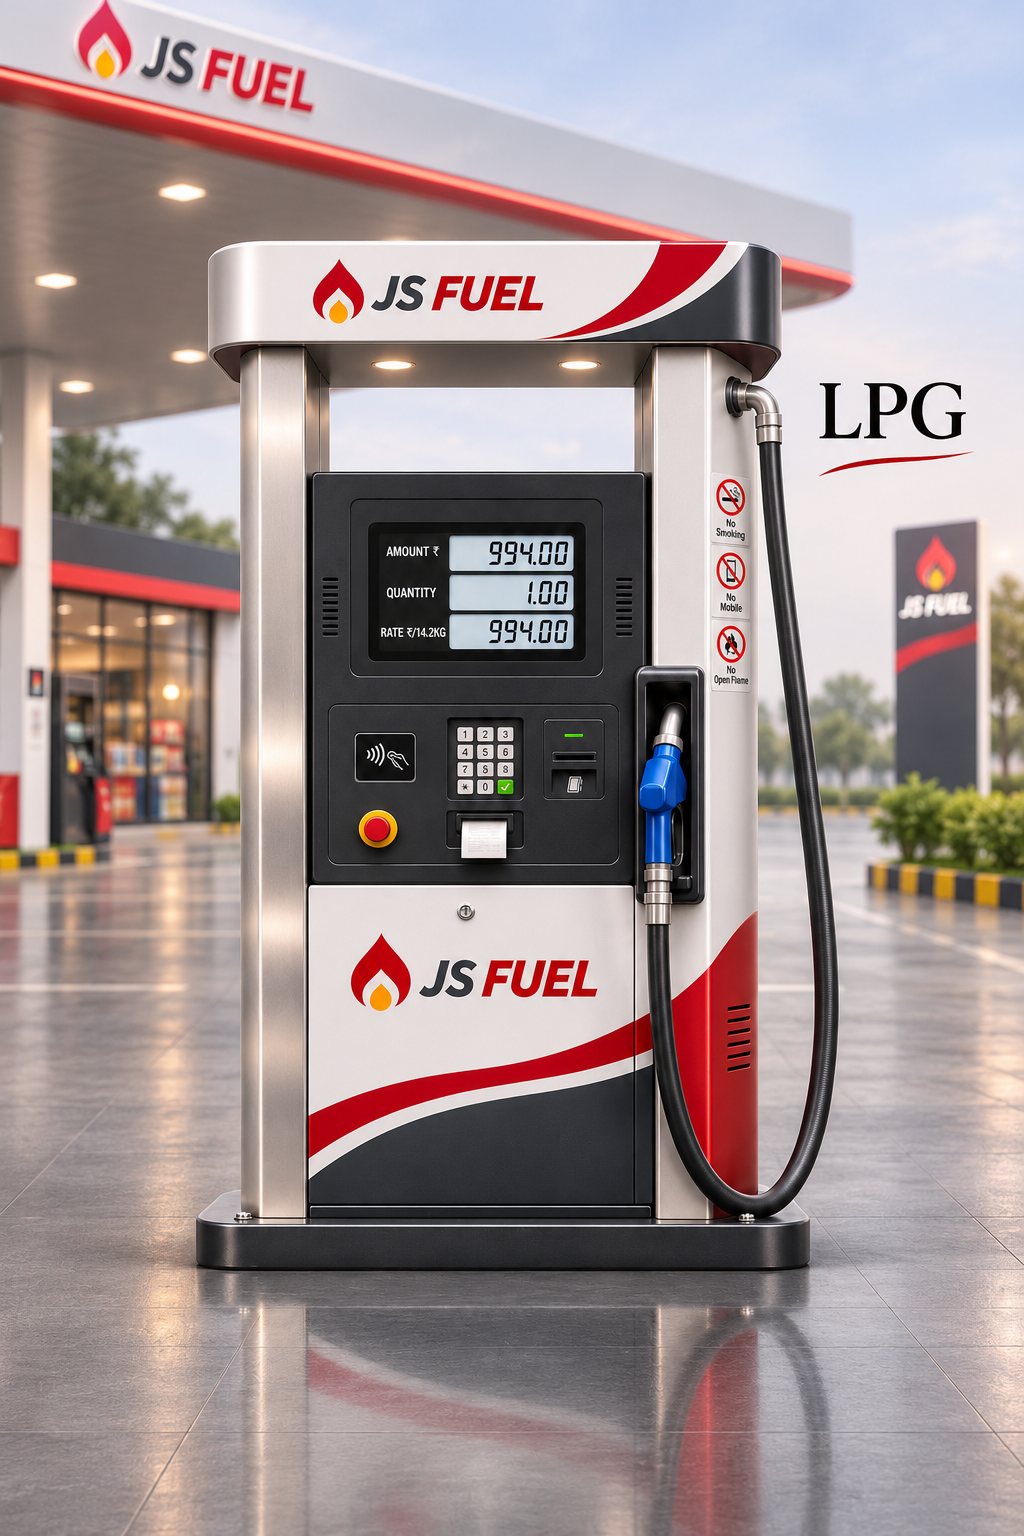 JS FUEL
JS FUEL
LPG
No
Smoking
AMOUNT ₹ 994.00
QUANTITY 1.00
No
Mobile
JS FUEL
RATE ₹/14.2KG 994.00
No
Open Flame
1 2 3
4 5 6
7 8
* 0
JS FUEL